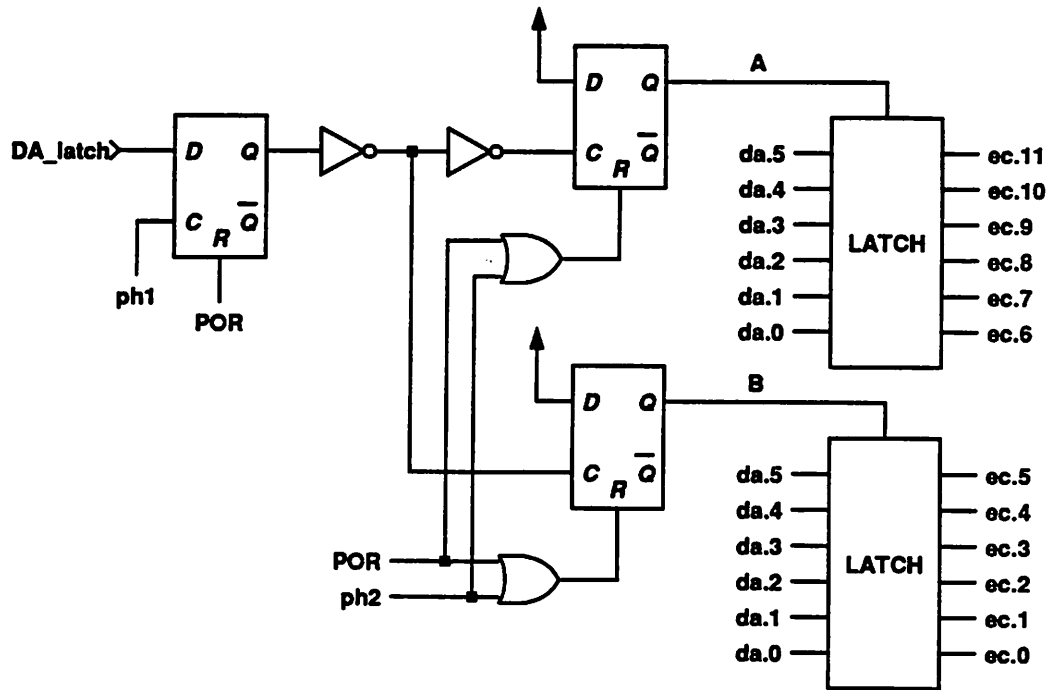 D Q
C Q
R
A
DA_latch
D Q
C Q
R
ph1
POR
da.5
da.4
da.3
da.2
da.1
da.0
LATCH
ec.11
ec.10
ec.9
ec.8
ec.7
ec.6
D Q
C Q
R
B
POR
ph2
da.5
da.4
da.3
da.2
da.1
da.0
LATCH
ec.5
ec.4
ec.3
ec.2
ec.1
ec.0